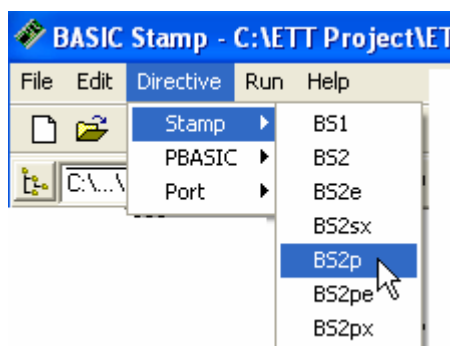 BASIC Stamp - C:\ETT Project\ET
File Edit Directive Run Help
Stamp BS1
PBASIC BS2
C:\...\ Port BS2e
BS2sx
BS2p
BS2pe
BS2px